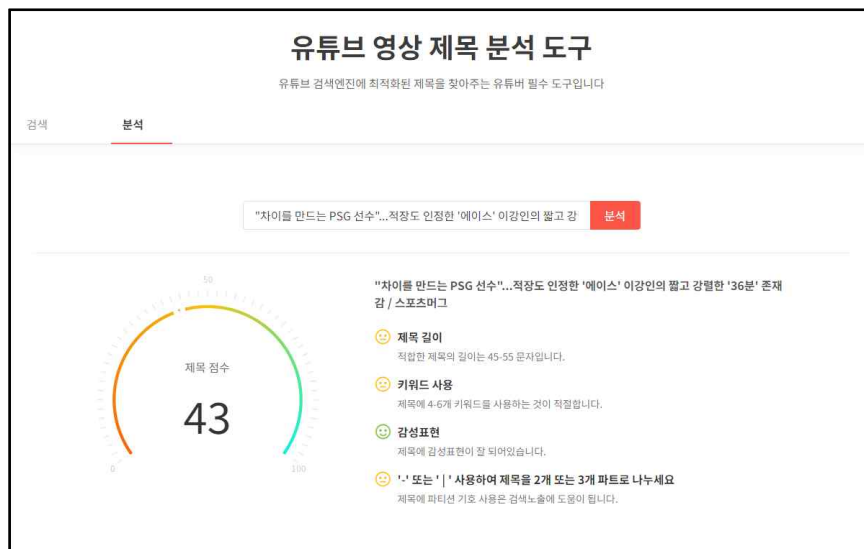 유튜브 영상 제목 분석 도구
유튜브 검색엔진에 최적화된 제목을 찾아주는 유튜버 필수 도구입니다
검색
분석
"차이를 만드는 PSG 선수"...적장도 인정한 '에이스' 이강인의 짧고 강
분석
50
제목 점수
43
0
100
"차이를 만드는 PSG 선수"...적장도 인정한 '에이스' 이강인의 짧고 강렬한 '36분' 존재
감 / 스포츠머그
제목 길이
적합한 제목의 길이는 45-55 문자입니다.
키워드 사용
제목에 4-6개 키워드를 사용하는 것이 적절합니다.
감성표현
제목에 감성표현이 잘 되어있습니다.
'-' 또는 ' | ' 사용하여 제목을 2개 또는 3개 파트로 나누세요
제목에 파티션 기호 사용은 검색노출에 도움이 됩니다.